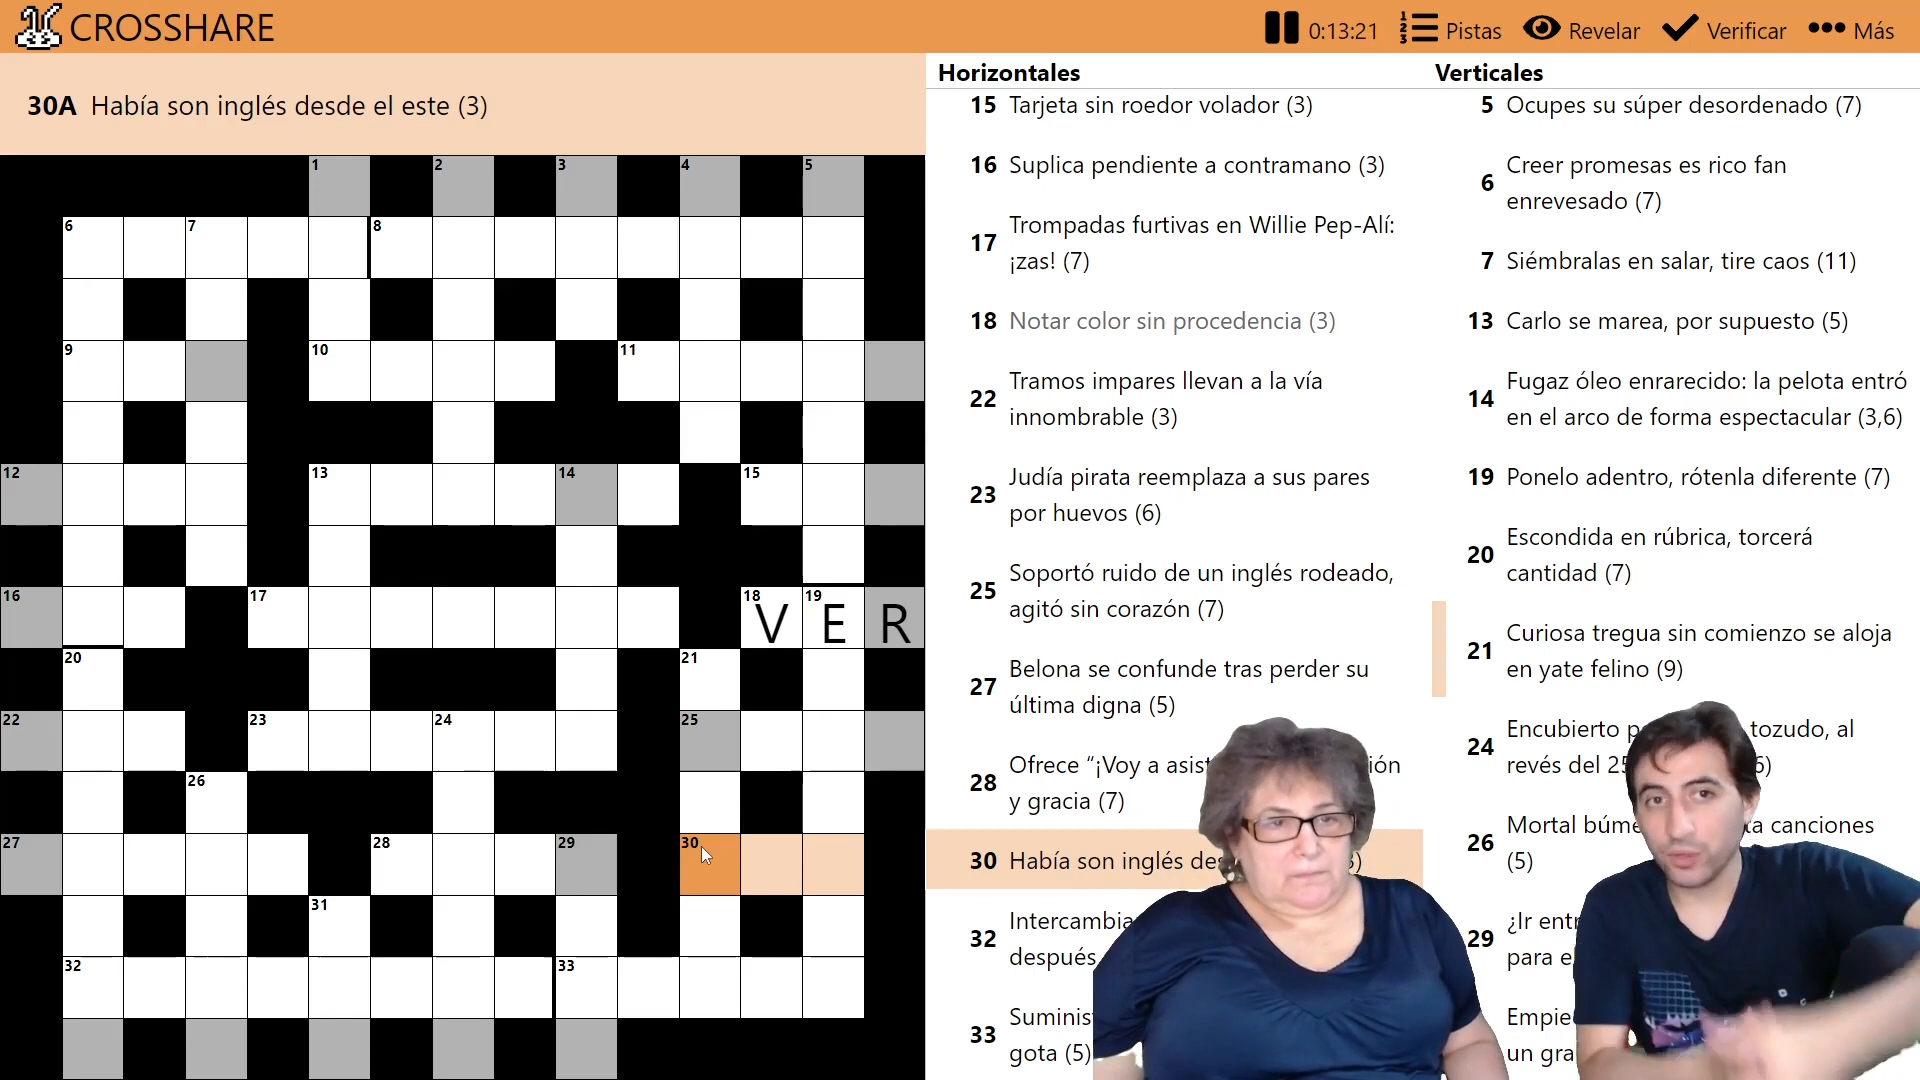 CROSSHARE
0:13:21
Pistas
Revelar
Verificar
Más
30A Había son inglés desde el este (3)
1 2 3 4 5
6 7 8
9 10 11
12 13 14 15
16 17 18 V 19 E R
20 21
22 23 24 25
26
27 28 29 30
31
32 33
Horizontales
15 Tarjeta sin roedor volador (3)
16 Suplica pendiente a contramano (3)
17 Trompadas furtivas en Willie Pep-Alí:
¡zas! (7)
18 Notar color sin procedencia (3)
22 Tramos impares llevan a la vía
innombrable (3)
23 Judía pirata reemplaza a sus pares
por huevos (6)
25 Soportó ruido de un inglés rodeado,
agitó sin corazón (7)
27 Belona se confunde tras perder su
última digna (5)
28 Ofrece “¡Voy a
y gracia (7)
30 Había son inglés
32
después
33
gota (5)
Verticales
5 Ocupes su súper desordenado (7)
6 Creer promesas es rico fan
enrevesado (7)
7 Siémbralas en salar, tire caos (11)
13 Carlo se marea, por supuesto (5)
14 Fugaz óleo enrarecido: la pelota entró
en el arco de forma espectacular (3,6)
19 Ponelo adentro, rótenla diferente (7)
20 Escondida en rúbrica, torcerá
cantidad (7)
21 Curiosa tregua sin comienzo se aloja
en yate felino (9)
24 Encubierto tozudo, al
revés del
26 Mortal canciones
(5)
29 ¿Ir
para
un